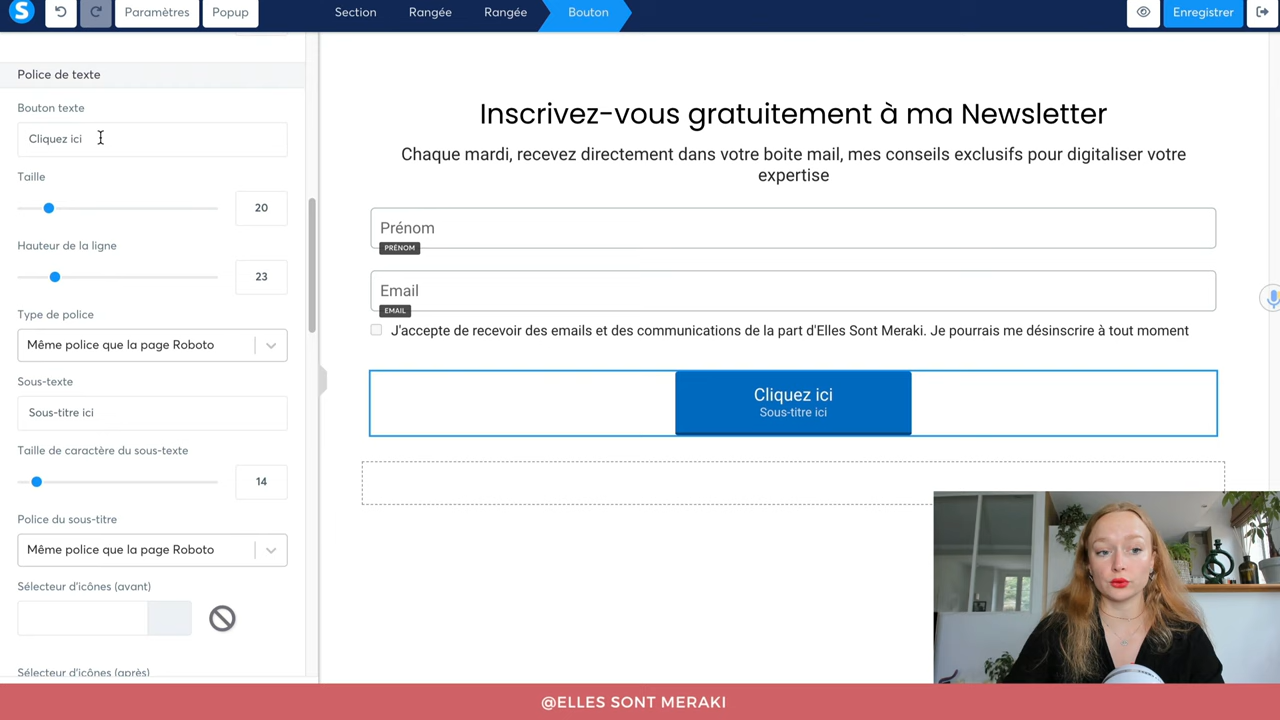 S
Paramètres
Popup
Section
Rangée
Rangée
Bouton
Enregistrer
Police de texte
Bouton texte
Cliquez ici
Taille
20
Hauteur de la ligne
23
Type de police
Même police que la page Roboto
Sous-texte
Sous-titre ici
Taille de caractère du sous-texte
14
Police du sous-titre
Même police que la page Roboto
Sélecteur d'icônes (avant)
Sélecteur d'icônes (après)
Inscrivez-vous gratuitement à ma Newsletter
Chaque mardi, recevez directement dans votre boite mail, mes conseils exclusifs pour digitaliser votre
expertise
Prénom
PRÉNOM
Email
EMAIL
J'accepte de recevoir des emails et des communications de la part d'Elles Sont Meraki. Je pourrais me désinscrire à tout moment
Cliquez ici
Sous-titre ici
@ELLES SONT MERAKI